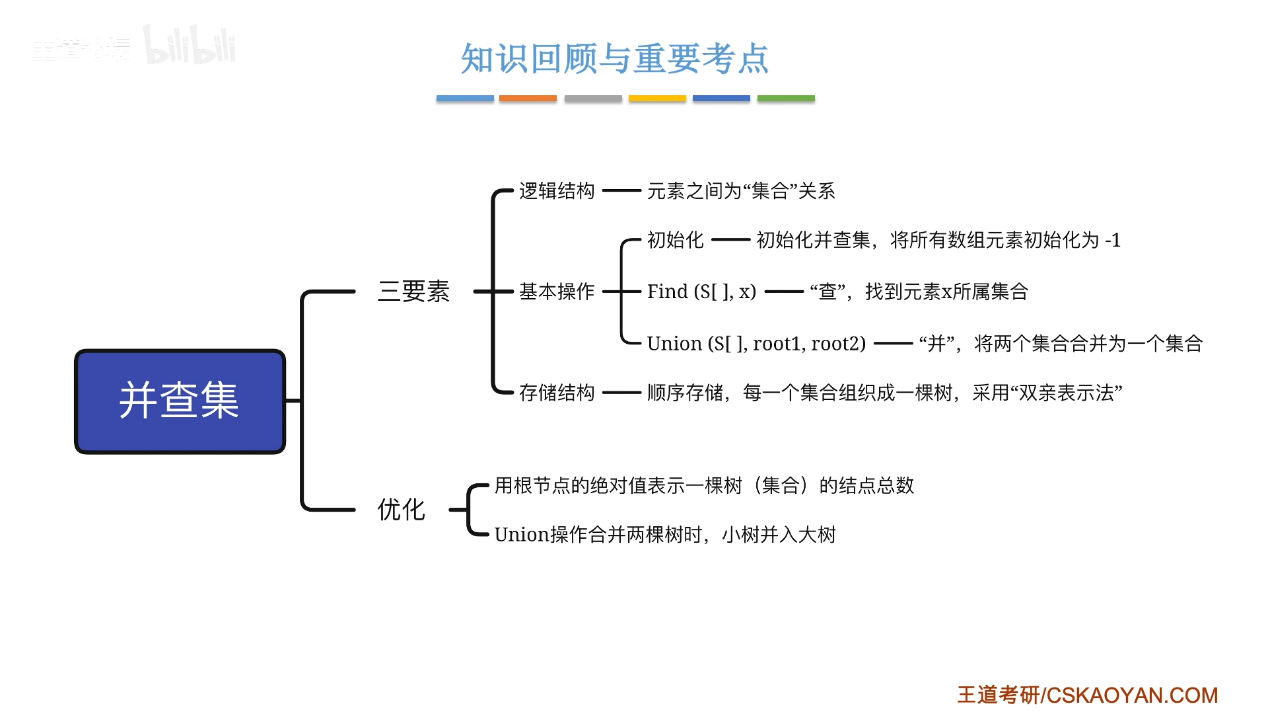 王道考研
bilibili
知识回顾与重要考点
并查集
三要素
逻辑结构
元素之间为“集合”关系
基本操作
初始化
初始化并查集，将所有数组元素初始化为 -1
Find (S[ ], x)
“查”，找到元素x所属集合
Union (S[ ], root1, root2)
“并”，将两个集合合并为一个集合
存储结构
顺序存储，每一个集合组织成一棵树，采用“双亲表示法”
优化
用根节点的绝对值表示一棵树（集合）的结点总数
Union操作合并两棵树时，小树并入大树
王道考研/CSKAOYAN.COM